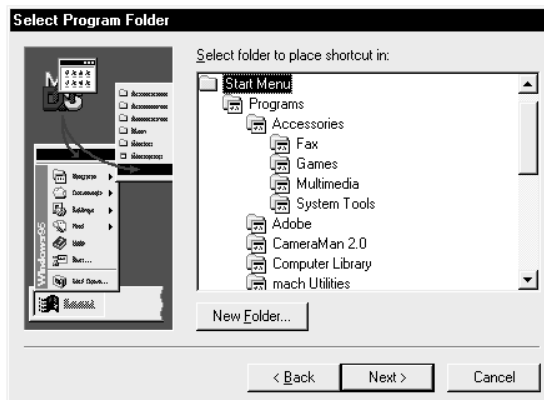 Select Program Folder
Select folder to place shortcut in:
Start Menu
Programs
Accessories
Fax
Games
Multimedia
System Tools
Adobe
CameraMan 2.0
Computer Library
mach Utilities
Windows95
New Folder...
< Back
Next >
Cancel